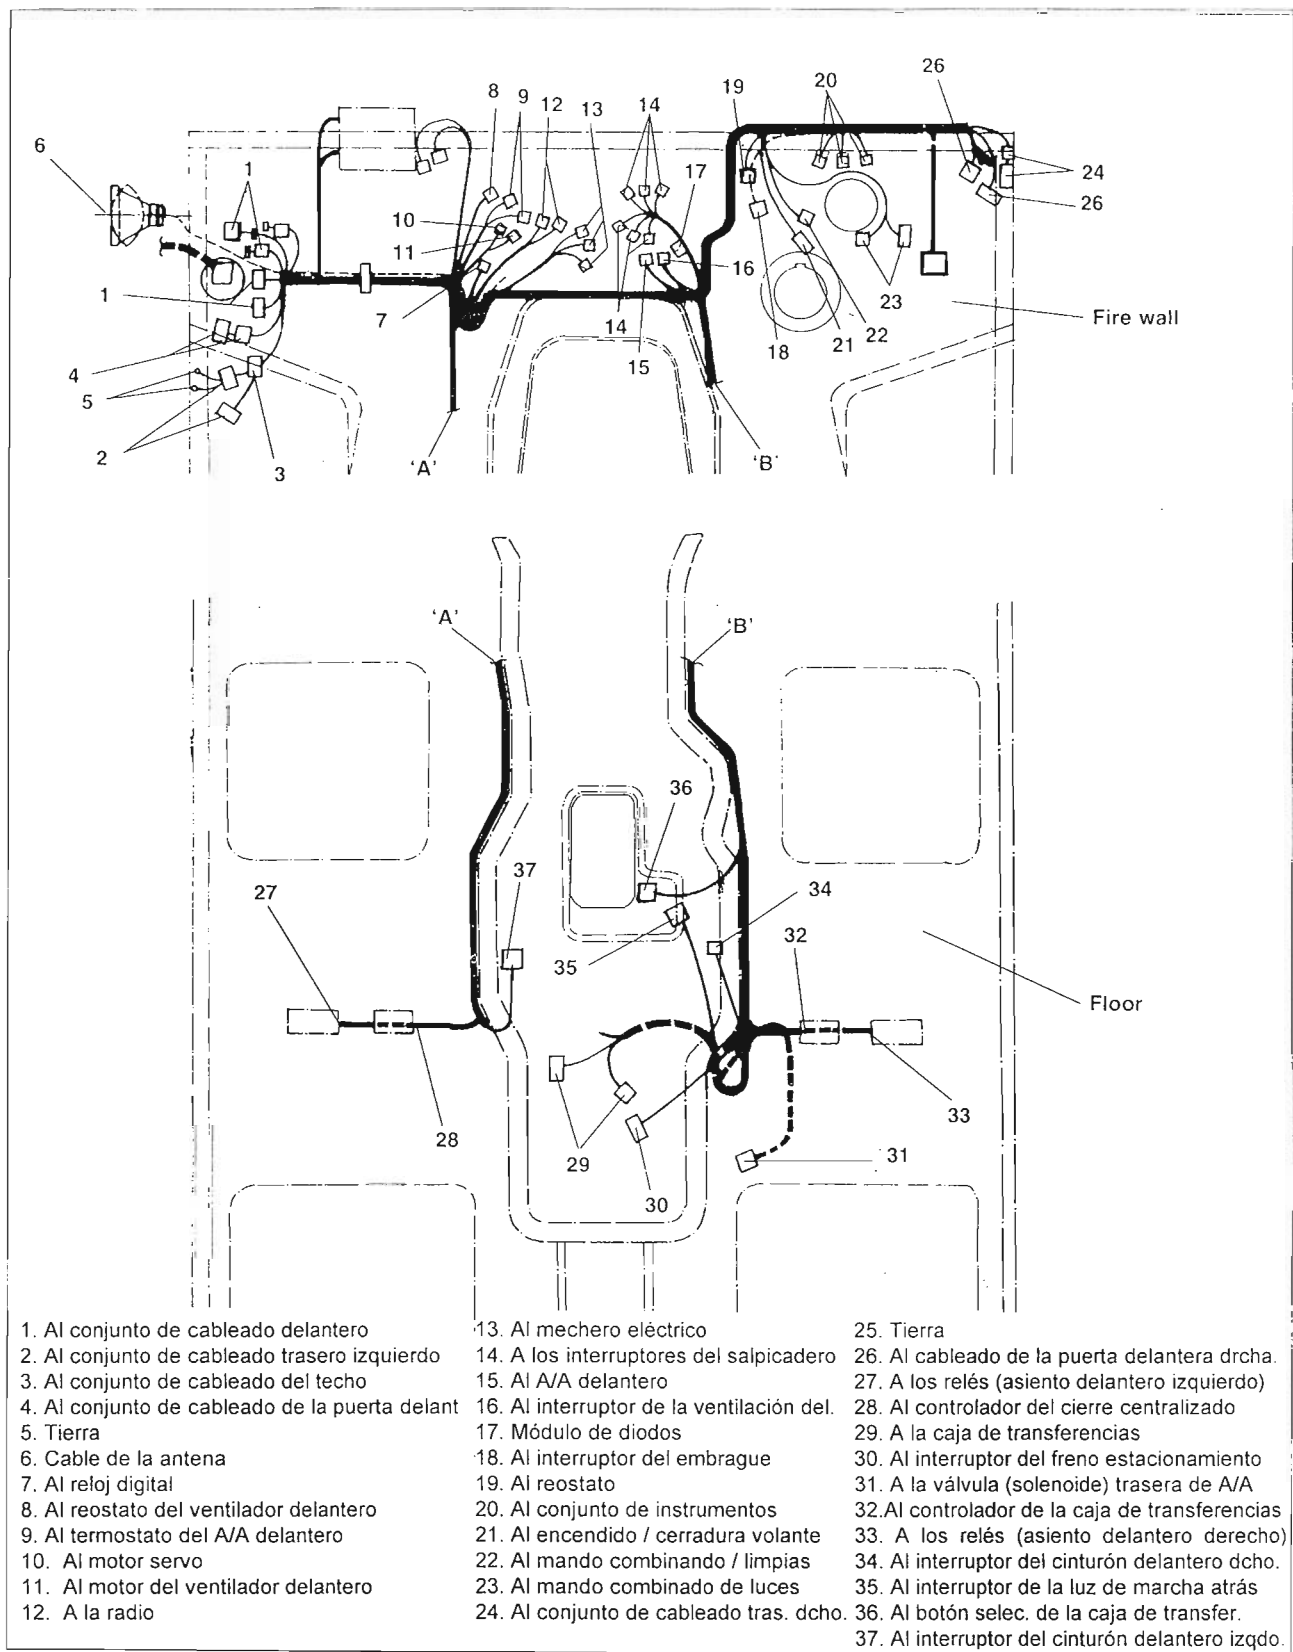 6
8
9
12
13
14
19
20
26
1
10
11
17
16
24
26
1
7
14
15
18
21
22
23
Fire wall
4
5
2
3
'A'
'B'
'A'
'B'
36
37
27
34
35
32
Floor
28
29
30
31
33
1. Al conjunto de cableado delantero
2. Al conjunto de cableado trasero izquierdo
3. Al conjunto de cableado del techo
4. Al conjunto de cableado de la puerta delant
5. Tierra
6. Cable de la antena
7. Al reloj digital
8. Al reostato del ventilador delantero
9. Al termostato del A/A delantero
10. Al motor servo
11. Al motor del ventilador delantero
12. A la radio
13. Al mechero eléctrico
14. A los interruptores del salpicadero
15. Al A/A delantero
16. Al interruptor de la ventilación del.
17. Módulo de diodos
18. Al interruptor del embrague
19. Al reostato
20. Al conjunto de instrumentos
21. Al encendido / cerradura volante
22. Al mando combinando / limpias
23. Al mando combinado de luces
24. Al conjunto de cableado tras. dcho.
25. Tierra
26. Al cableado de la puerta delantera drcha.
27. A los relés (asiento delantero izquierdo)
28. Al controlador del cierre centralizado
29. A la caja de transferencias
30. Al interruptor del freno estacionamiento
31. A la válvula (solenoide) trasera de A/A
32.Al controlador de la caja de transferencias
33. A los relés (asiento delantero derecho)
34. Al interruptor del cinturón delantero dcho.
35. Al interruptor de la luz de marcha atrás
36. Al botón selec. de la caja de transfer.
37. Al interruptor del cinturón delantero izqdo.